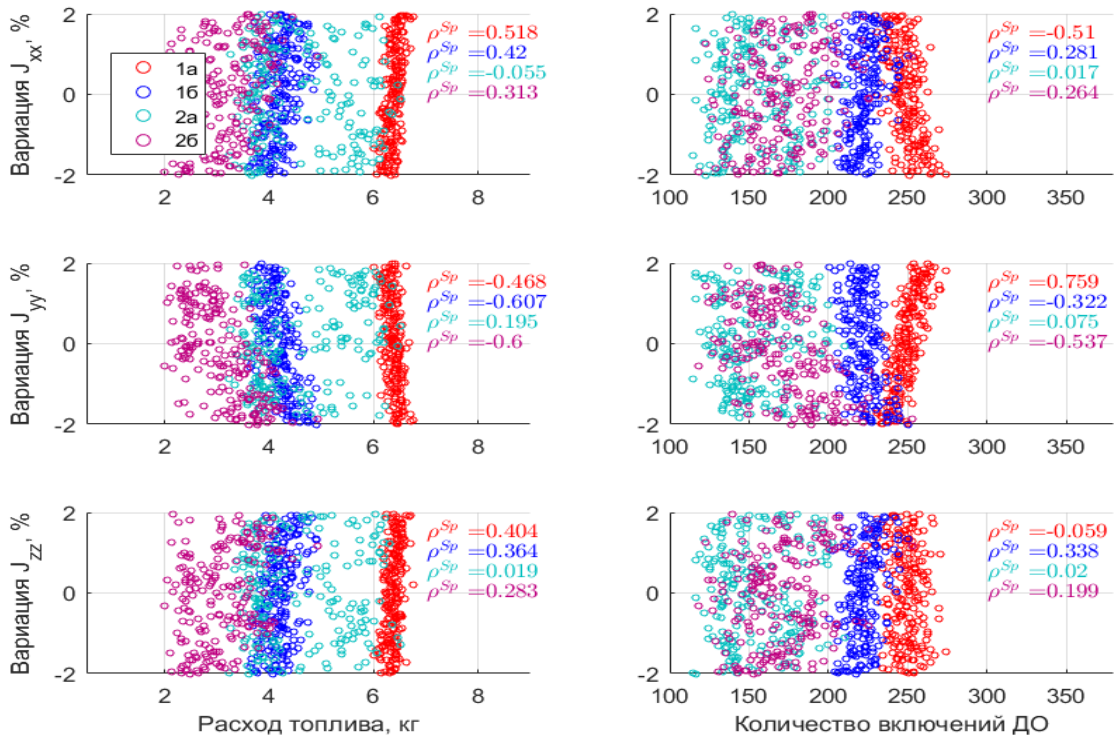 Вариация J_xx, %
2
0
-2
2
4
6
8
1а
1б
2а
2б
ρ^Sp =0.518
ρ^Sp =0.42
ρ^Sp =-0.055
ρ^Sp =0.313
2
0
-2
100
150
200
250
300
350
ρ^Sp =-0.51
ρ^Sp =0.281
ρ^Sp =0.017
ρ^Sp =0.264
Вариация J_yy, %
2
0
-2
2
4
6
8
ρ^Sp =-0.468
ρ^Sp =-0.607
ρ^Sp =0.195
ρ^Sp =-0.6
2
0
-2
100
150
200
250
300
350
ρ^Sp =0.759
ρ^Sp =-0.322
ρ^Sp =0.075
ρ^Sp =-0.537
Вариация J_zz, %
2
0
-2
2
4
6
8
ρ^Sp =0.404
ρ^Sp =0.364
ρ^Sp =0.019
ρ^Sp =0.283
Расход топлива, кг
2
0
-2
100
150
200
250
300
350
ρ^Sp =-0.059
ρ^Sp =0.338
ρ^Sp =0.02
ρ^Sp =0.199
Количество включений ДО